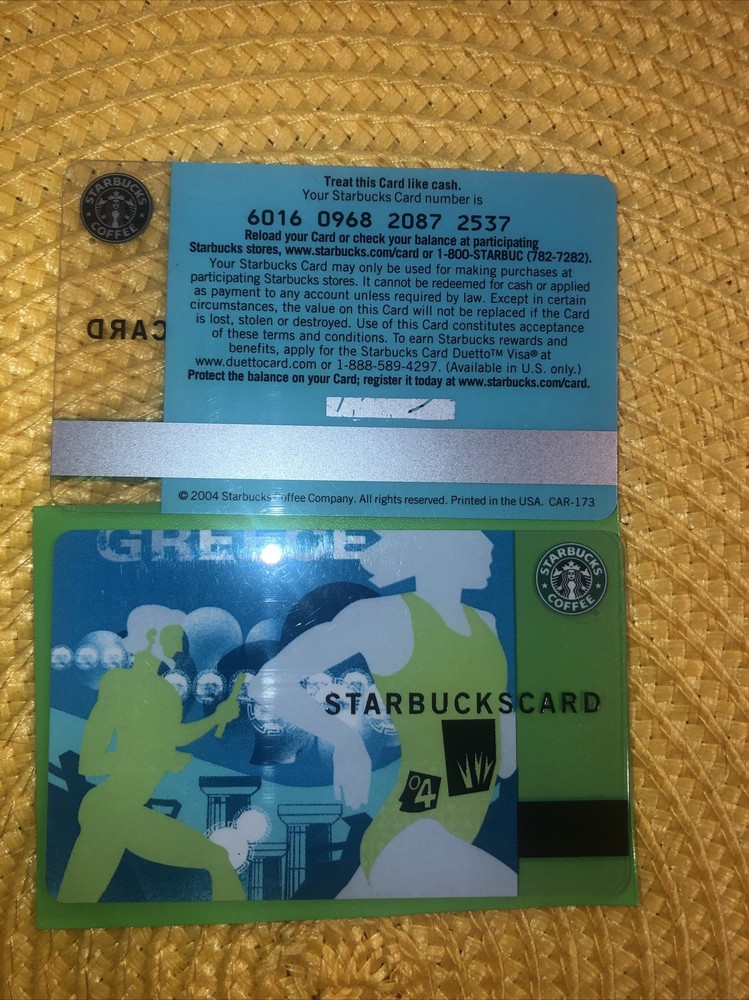 STARBUCKS
COFFEE
CARD
Treat this Card like cash.
Your Starbucks Card number is
6016 0968 2087 2537
Reload your Card or check your balance at participating
Starbucks stores, www.starbucks.com/card or 1-800-STARBUC (782-7282).
Your Starbucks Card may only be used for making purchases at
participating Starbucks stores. It cannot be redeemed for cash or applied
as payment to any account unless required by law. Except in certain
circumstances, the value on this Card will not be replaced if the Card
is lost, stolen or destroyed. Use of this Card constitutes acceptance
of these terms and conditions. To earn Starbucks rewards and
benefits, apply for the Starbucks Card Duetto™ Visa® at
www.duettocard.com or 1-888-589-4297. (Available in U.S. only.)
Protect the balance on your Card; register it today at www.starbucks.com/card.
© 2004 Starbucks Coffee Company. All rights reserved. Printed in the USA. CAR-173
GREECE
STARBUCKS
COFFEE
STARBUCKSCARD
04